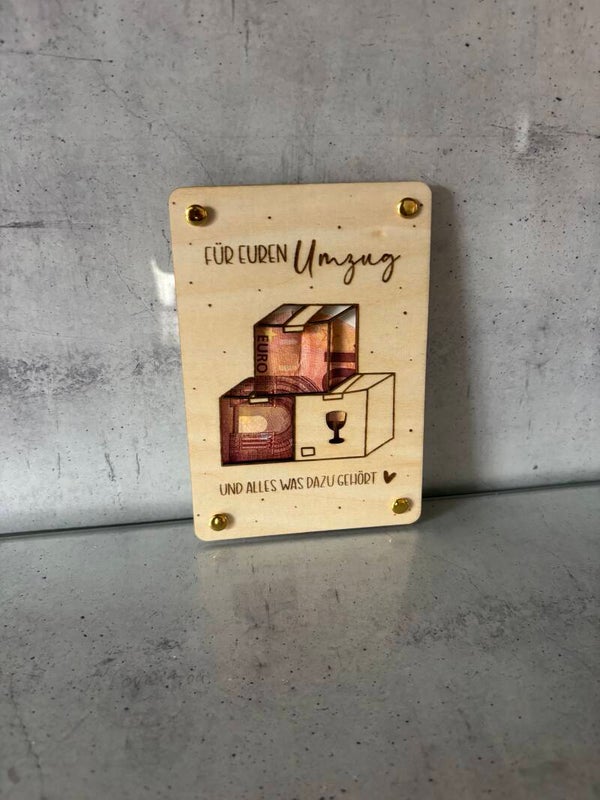 FÜR EUREN Umzug
EURO
UND ALLES WAS DAZU GEHÖRT